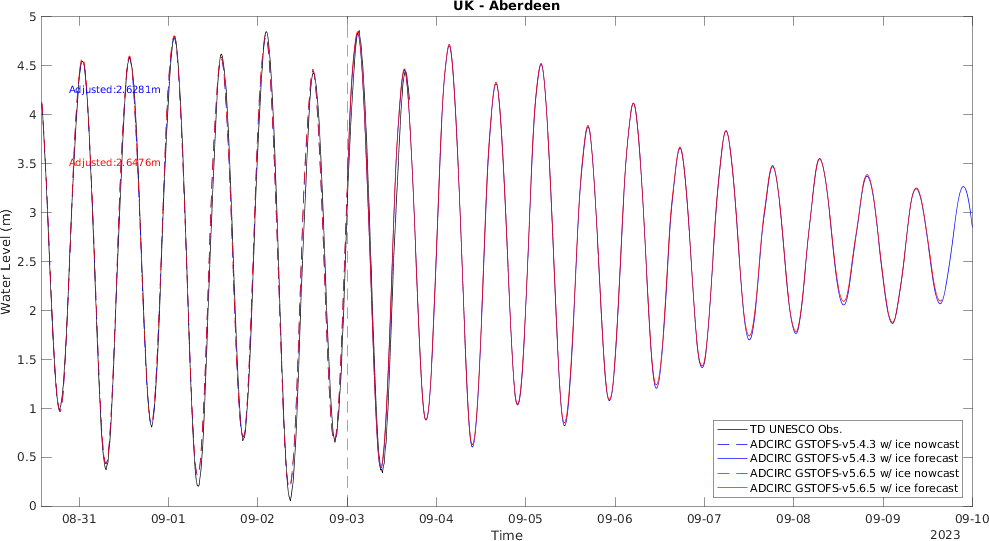 UK - Aberdeen
5
4.5
4
3.5
3
2.5
2
1.5
1
0.5
0
Water Level (m)
Adjusted:2.6281m
Adjusted:2.6476m
TD UNESCO Obs.
ADCIRC GSTOFS-v5.4.3 w/ ice nowcast
ADCIRC GSTOFS-v5.4.3 w/ ice forecast
ADCIRC GSTOFS-v5.6.5 w/ ice nowcast
ADCIRC GSTOFS-v5.6.5 w/ ice forecast
08-31 09-01 09-02 09-03 09-04 09-05 09-06 09-07 09-08 09-09 09-10
Time
2023